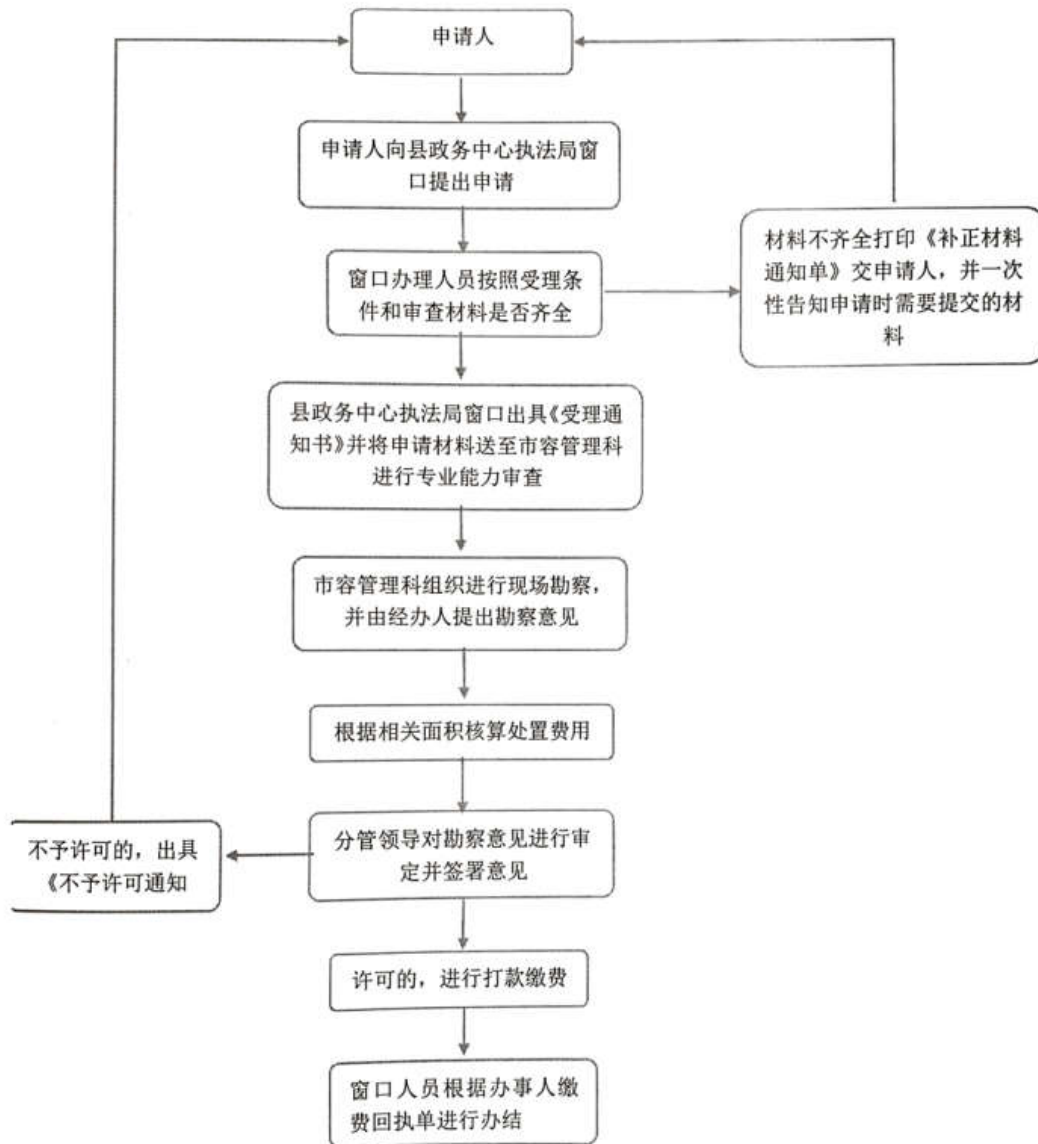 申请人
申请人向县政务中心执法局窗
口提出申请
窗口办理人员按照受理条
件和审查材料是否齐全
材料不齐全打印《补正材料
通知单》交申请人，并一次
性告知申请时需要提交的材
料
县政务中心执法局窗口出具《受理通
知书》并将申请材料送至市容管理科
进行专业能力审查
市容管理科组织进行现场勘察，
并由经办人提出勘察意见
根据相关面积核算处置费用
分管领导对勘察意见进行审
定并签署意见
不予许可的，出具
《不予许可通知
许可的，进行打款缴费
窗口人员根据办事人缴
费回执单进行办结